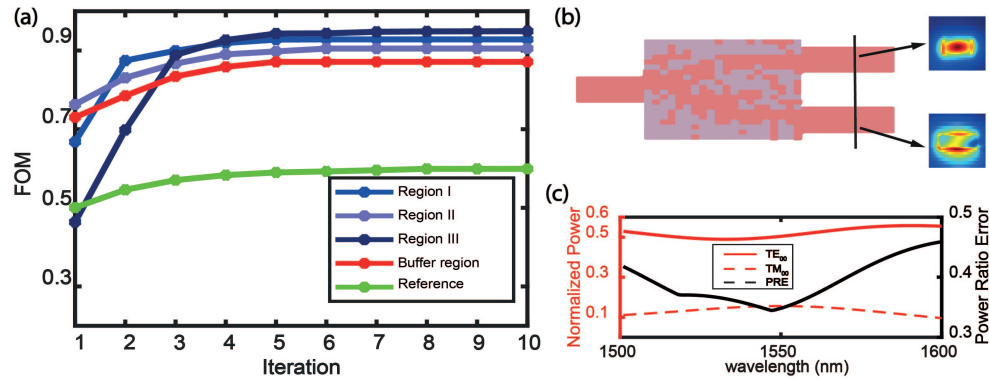 (a)
FOM
0.9
0.7
0.5
0.3
1 2 3 4 5 6 7 8 9 10
Iteration
Region I
Region II
Region III
Buffer region
Reference
(b)
(c)
Normalized Power
0.6
0.5
0.3
0.1
TE₀₀
TM₀₀
PRE
0.5
0.4
0.3
Power Ratio Error
1500 1550 1600
wavelength (nm)